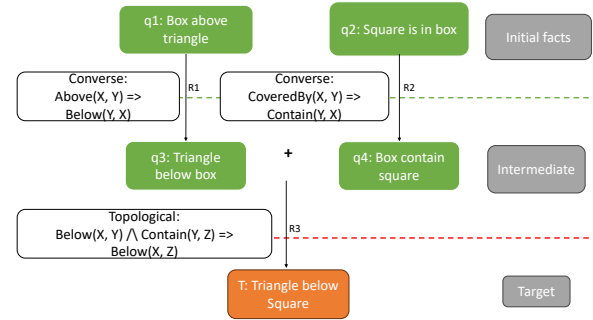 q1: Box above
triangle
q2: Square is in box
Initial facts
Converse:
Above(X, Y) =>
Below(Y, X)
R1
Converse:
CoveredBy(X, Y) =>
Contain(Y, X)
R2
q3: Triangle
below box
+
q4: Box contain
square
Intermediate
Topological:
Below(X, Y) /\ Contain(Y, Z) =>
Below(X, Z)
R3
T: Triangle below
Square
Target